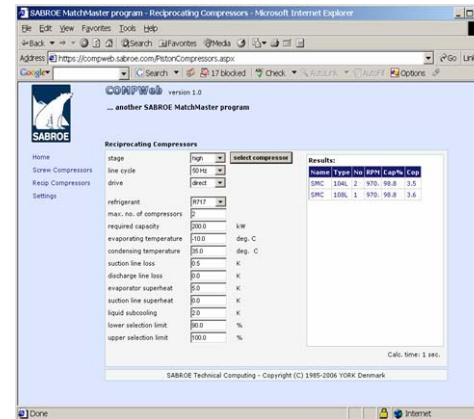 SABROE MatchMaster program - Reciprocating Compressors - Microsoft Internet Explorer
File Edit View Favorites Tools Help
Back Search Favorites Media
Address https://compweb.sabroe.com/PistonCompressors.aspx Go Link
Google Search 17 blocked Check AutoLink AutoFill Options
COMPWeb version 1.0
... another SABROE MatchMaster program
SABROE
Home
Screw Compressors
Recip Compressors
Settings
Reciprocating Compressors
stage high select compressor
line cycle 50 Hz
drive direct
refrigerant R717
max. no. of compressors 2
required capacity 200.0 kW
evaporating temperature -10.0 deg. C
condensing temperature 35.0 deg. C
suction line loss 0.5 K
discharge line loss 0.0 K
evaporator superheat 5.0 K
suction line superheat 0.0 K
liquid subcooling 2.0 K
lower selection limit 90.0 %
upper selection limit 100.0 %
Results:
Name Type No RPM Cap% Cop
SMC 104L 2 970. 98.8 3.5
SMC 108L 1 970. 98.8 3.6
Calc. time: 1 sec.
SABROE Technical Computing - Copyright (C) 1985-2006 YORK Denmark
Done Internet